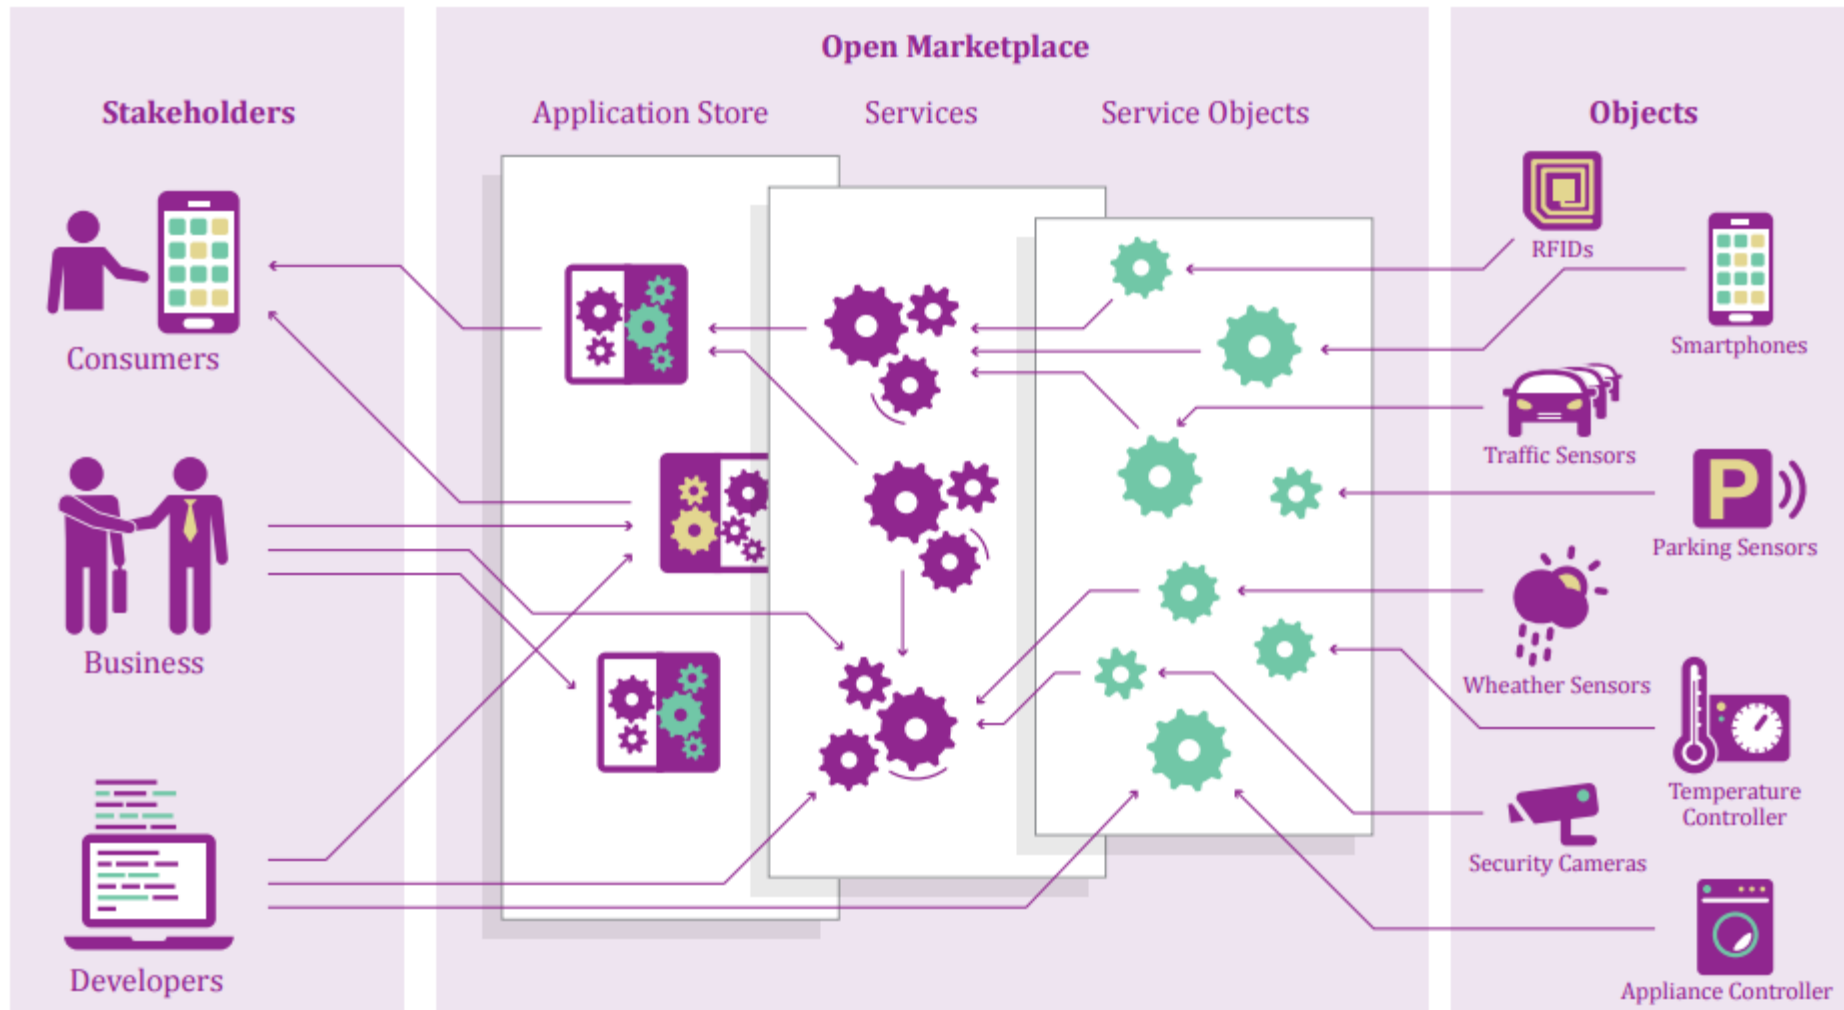 Open Marketplace
Stakeholders
Application Store
Services
Service Objects
Objects
Consumers
Business
Developers
RFIDs
Smartphones
Traffic Sensors
P
Parking Sensors
Wheather Sensors
Temperature
Controller
Security Cameras
Appliance Controller